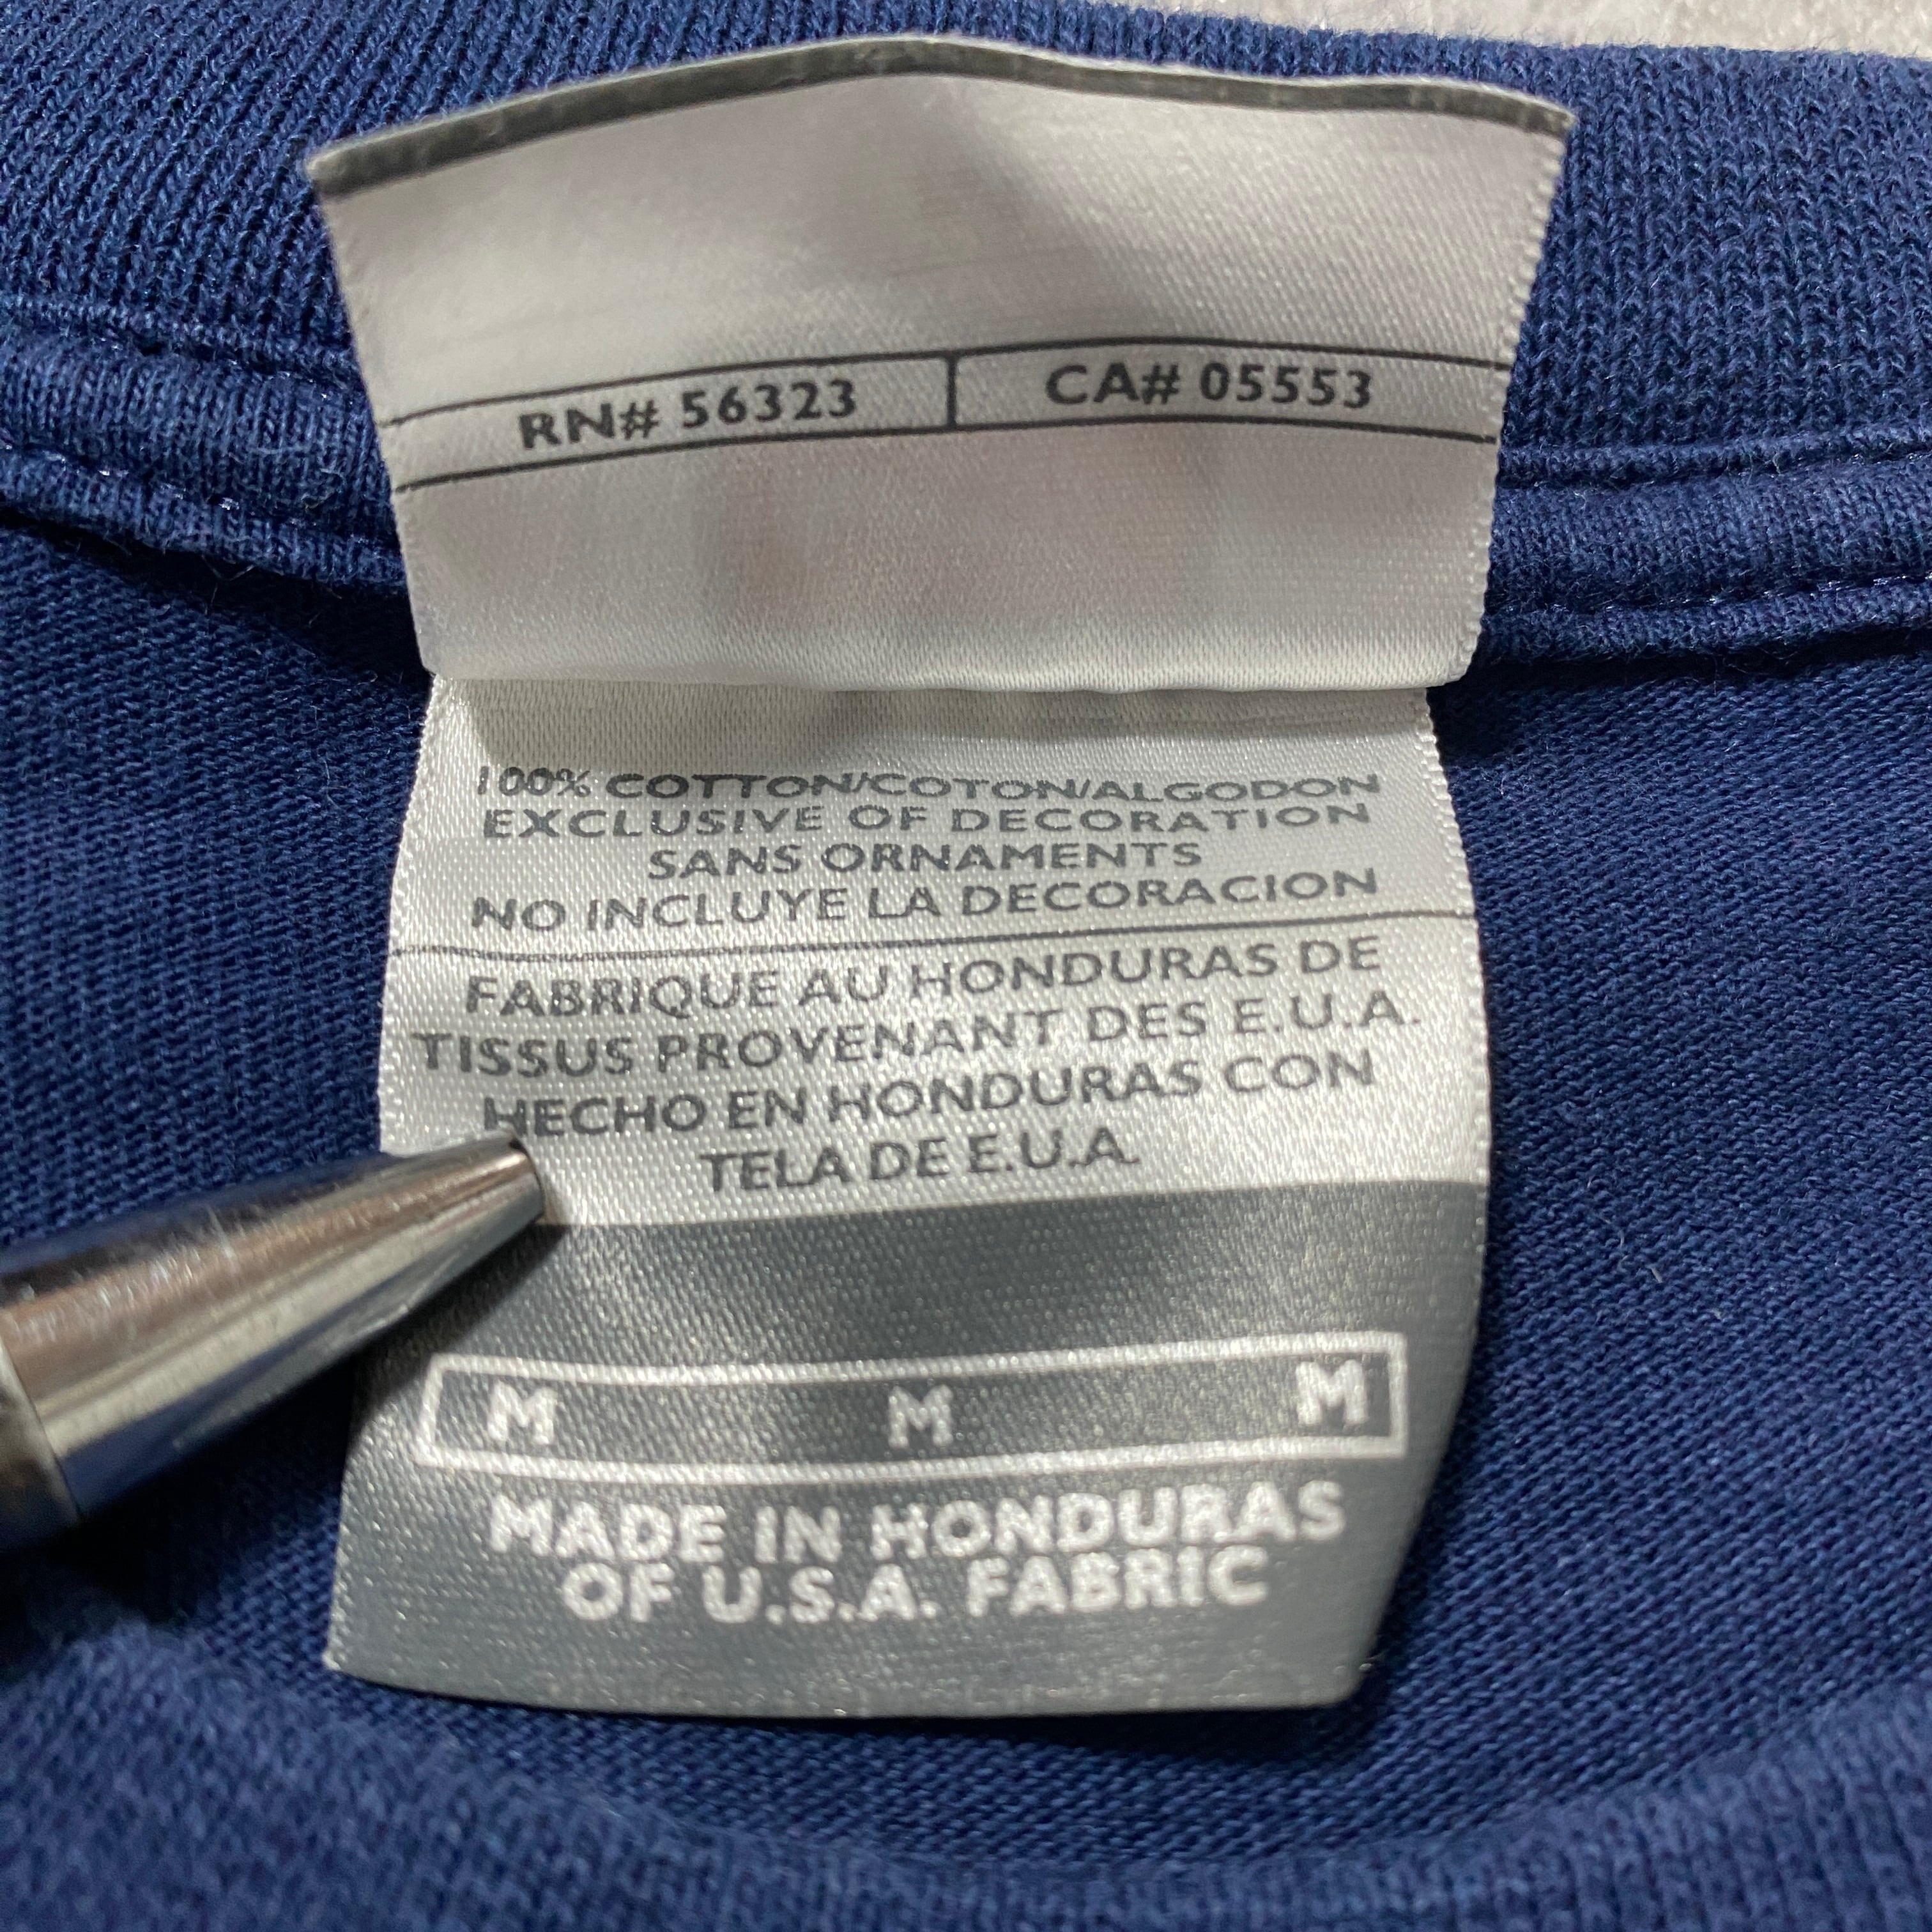 RN# 56323 CA# 05553
100% COTTON/COTON/ALGODON
EXCLUSIVE OF DECORATION
SANS ORNAMENTS
NO INCLUYE LA DECORACION
FABRIQUE AU HONDURAS DE
TISSUS PROVENANT DES E.U.A.
HECHO EN HONDURAS CON
TELA DE E.U.A.
M M M
MADE IN HONDURAS
OF U.S.A. FABRIC